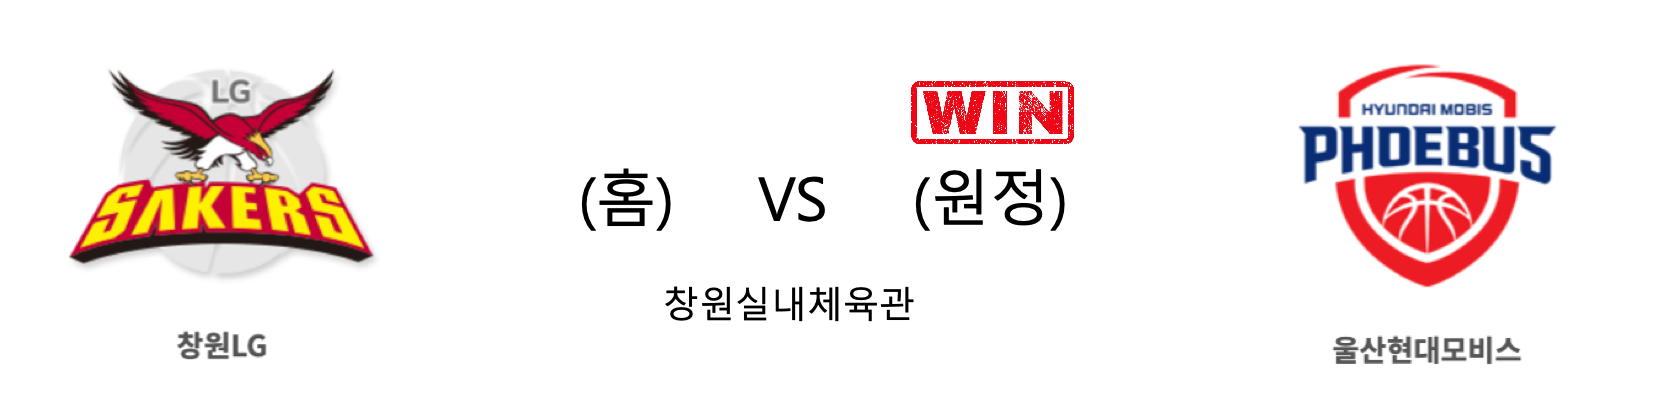 LG
SAKERS
창원LG
WIN
(홈) VS (원정)
창원실내체육관
HYUNDAI MOBIS
PHOEBUS
울산현대모비스